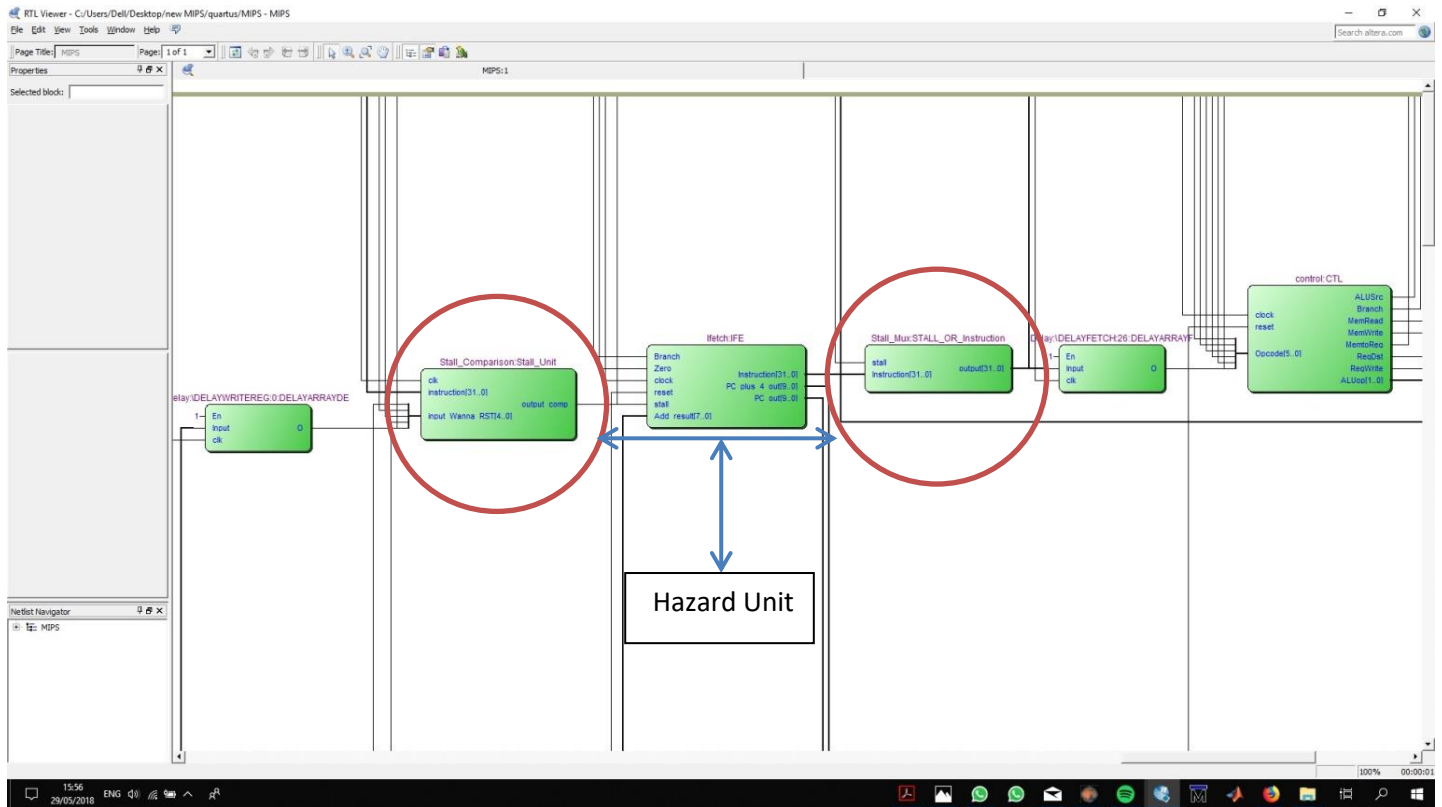 RTL Viewer - C:/Users/Dell/Desktop/new MIPS/quartus/MIPS - MIPS
File Edit View Tools Window Help
Search altera.com
Page Title: MIPS Page: 1 of 1
Properties
MIPS:1
Selected block:
control:CTL
clock
reset
Opcode[5..0]
ALUSrc
Branch
MemRead
MemWrite
MemtoReg
RegDst
RegWrite
ALUop[1..0]
Ifetch:IFE
Branch
Zero
clock
reset
stall
Add result[7..0]
Instruction[31..0]
PC plus 4 out[9..0]
PC out[9..0]
Stall_Mux:STALL_OR_Instruction
stall
Instruction[31..0]
output[31..0]
Delay:\DELAYFETCH:26:DELAYARRAYF
1
En
Input
clk
O
Stall_Comparison:Stall_Unit
clk
instruction[31..0]
input Wanna RST[4..0]
output comp
elay:\DELAYWRITEREG:0:DELAYARRAYDE
1
En
Input
clk
O
Hazard Unit
Netlist Navigator
MIPS
100% 00:00:01
15:56
29/05/2018
ENG